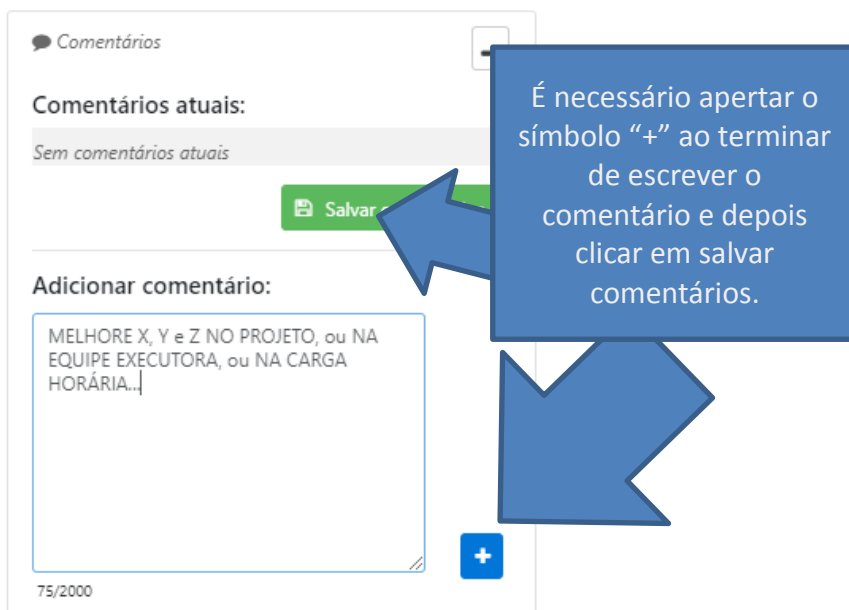 Comentários
Comentários atuais:
Sem comentários atuais
Salvar
Adicionar comentário:
MELHORE X, Y e Z NO PROJETO, ou NA
EQUIPE EXECUTORA, ou NA CARGA
HORÁRIA...
75/2000
+
É necessário apertar o
símbolo “+” ao terminar
de escrever o
comentário e depois
clicar em salvar
comentários.